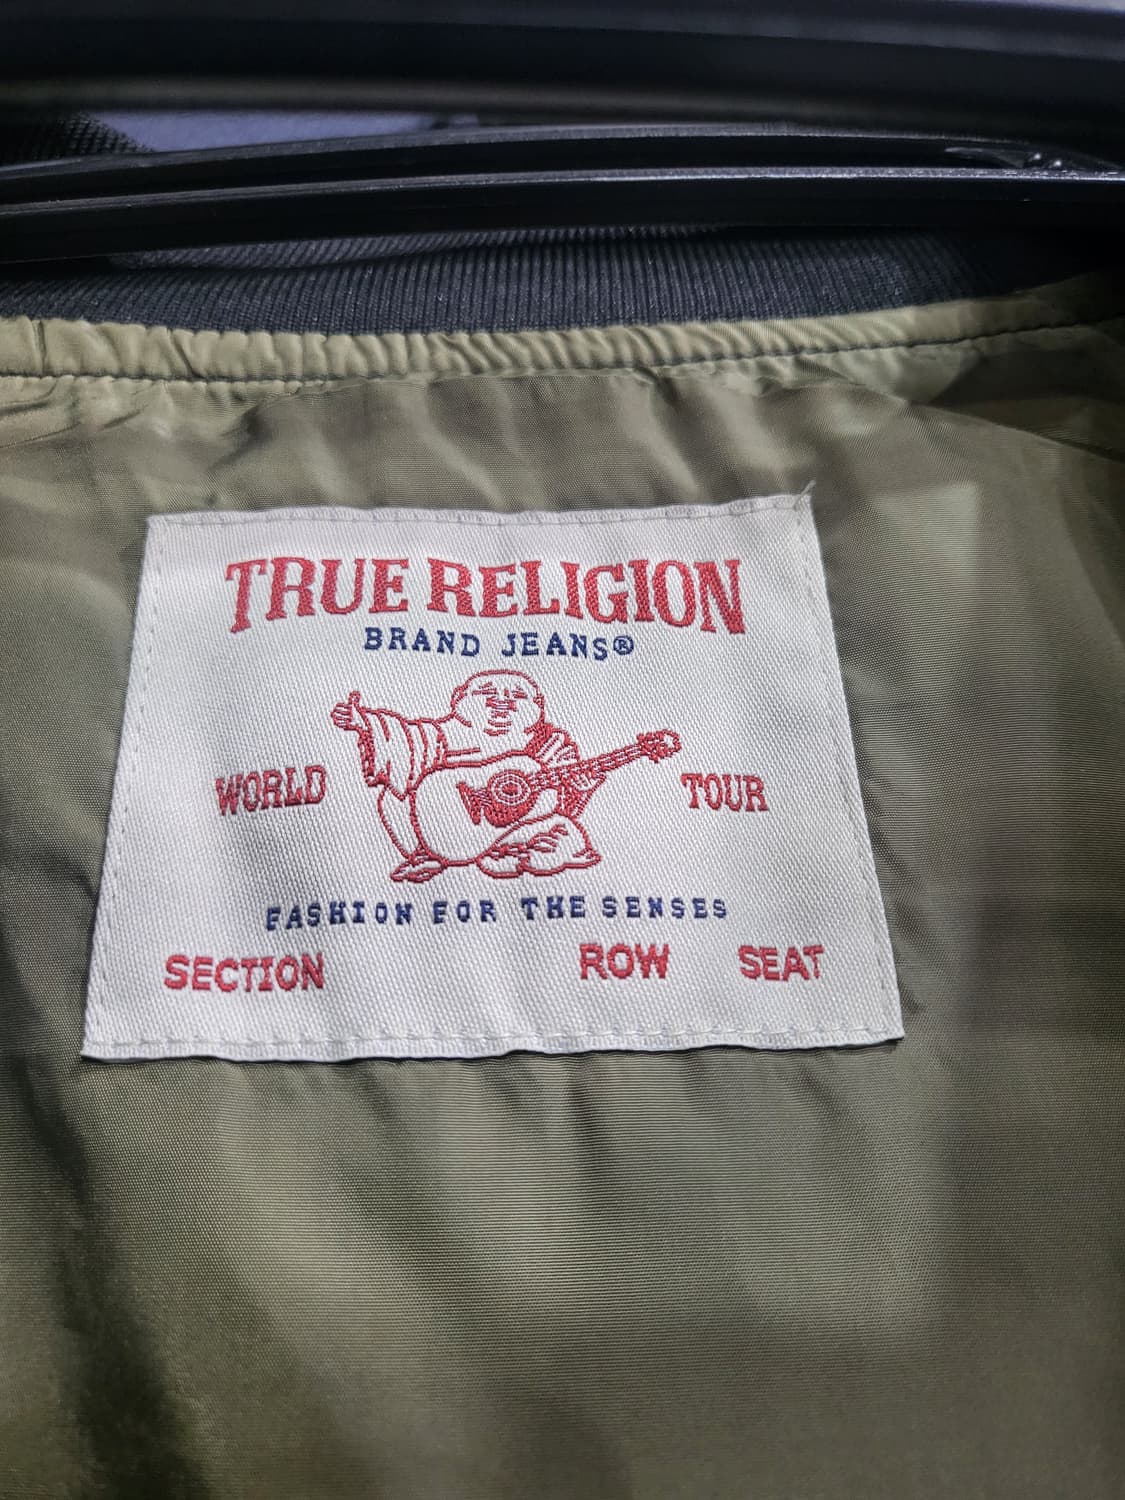 TRUE RELIGION
BRAND JEANS®
WORLD TOUR
FASHION FOR THE SENSES
SECTION ROW SEAT